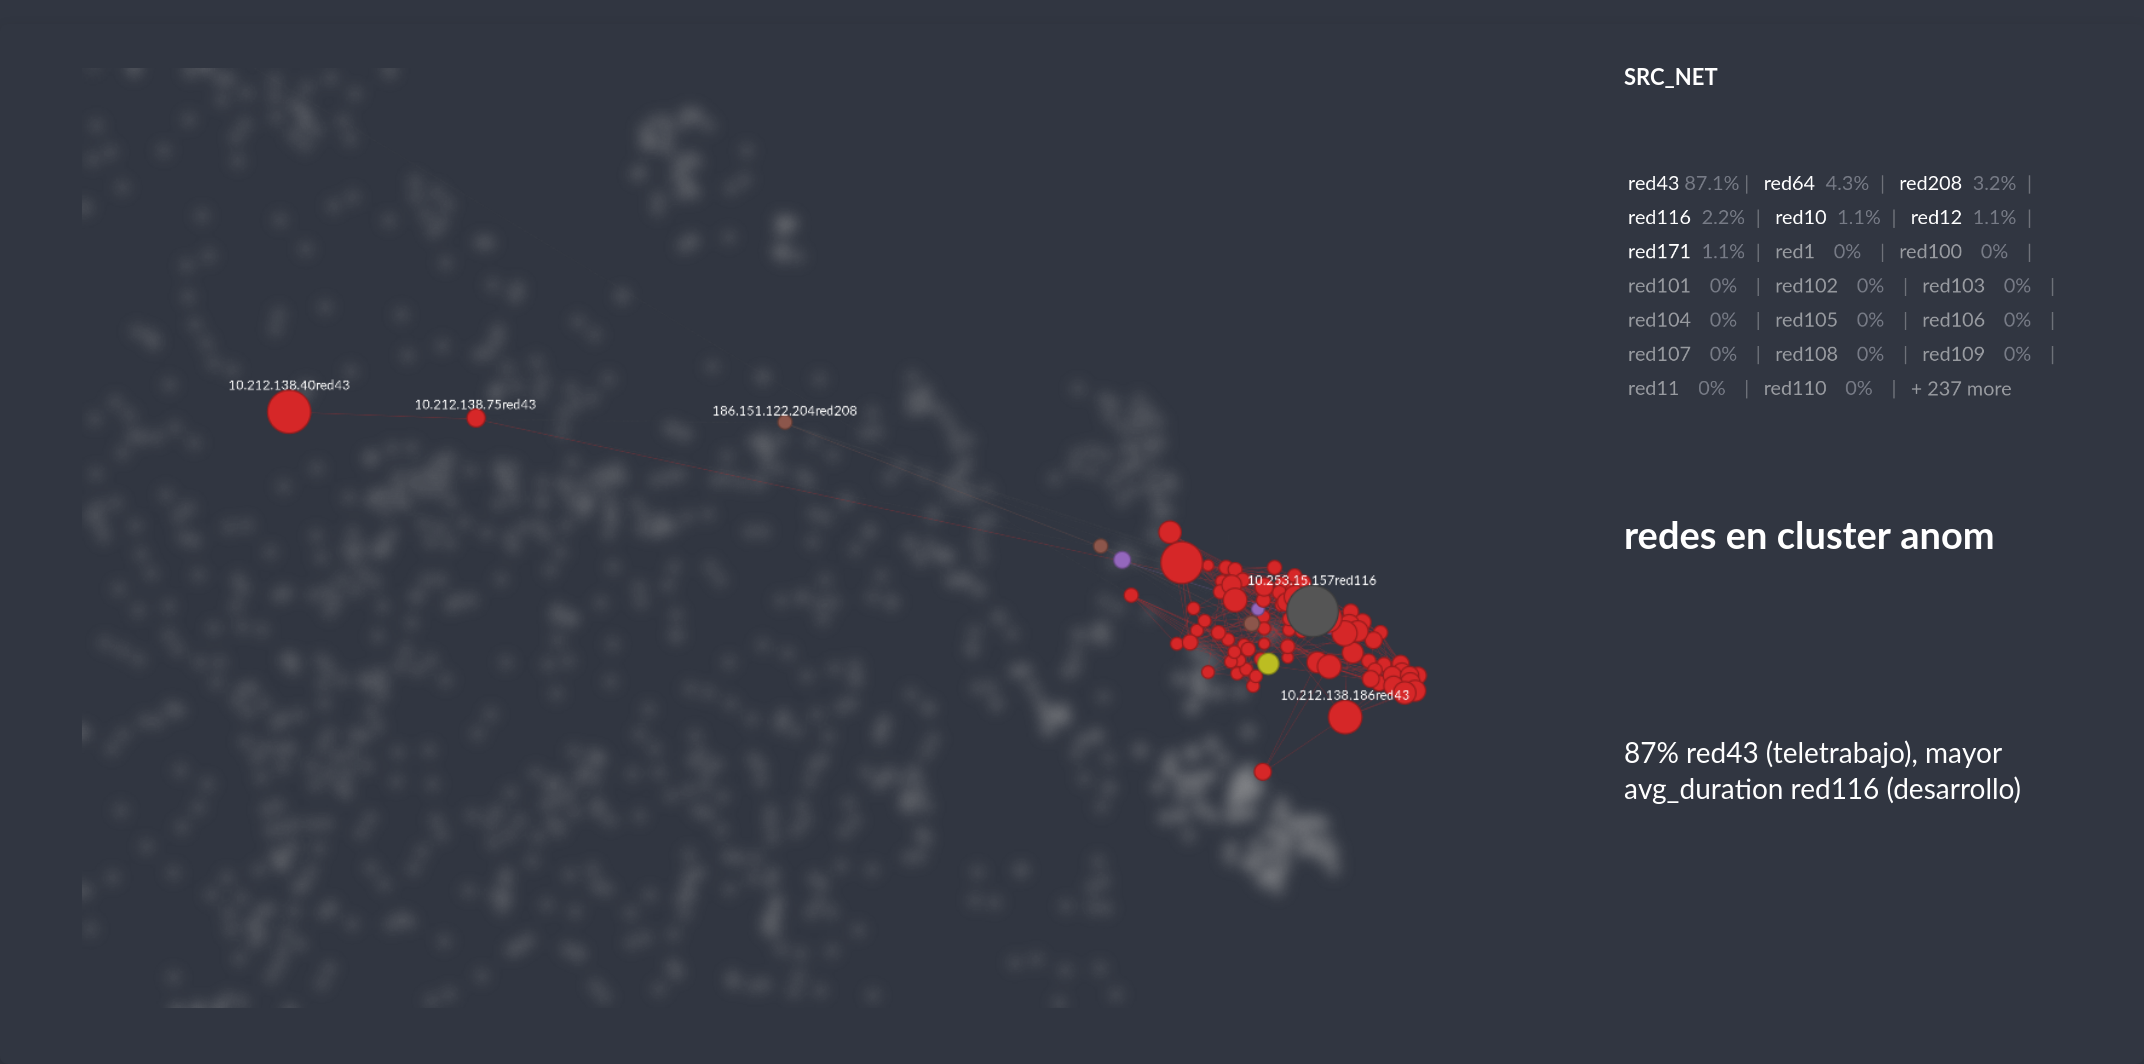 SRC_NET
red43 87.1% | red64 4.3% | red208 3.2% |
red116 2.2% | red10 1.1% | red12 1.1% |
red171 1.1% | red1 0% | red100 0% |
red101 0% | red102 0% | red103 0% |
red104 0% | red105 0% | red106 0% |
red107 0% | red108 0% | red109 0% |
red11 0% | red110 0% | + 237 more
10.212.138.40red43
10.212.138.75red43
186.151.122.204red208
10.253.15.157red116
10.212.138.186red43
redes en cluster anom
87% red43 (teletrabajo), mayor
avg_duration red116 (desarrollo)